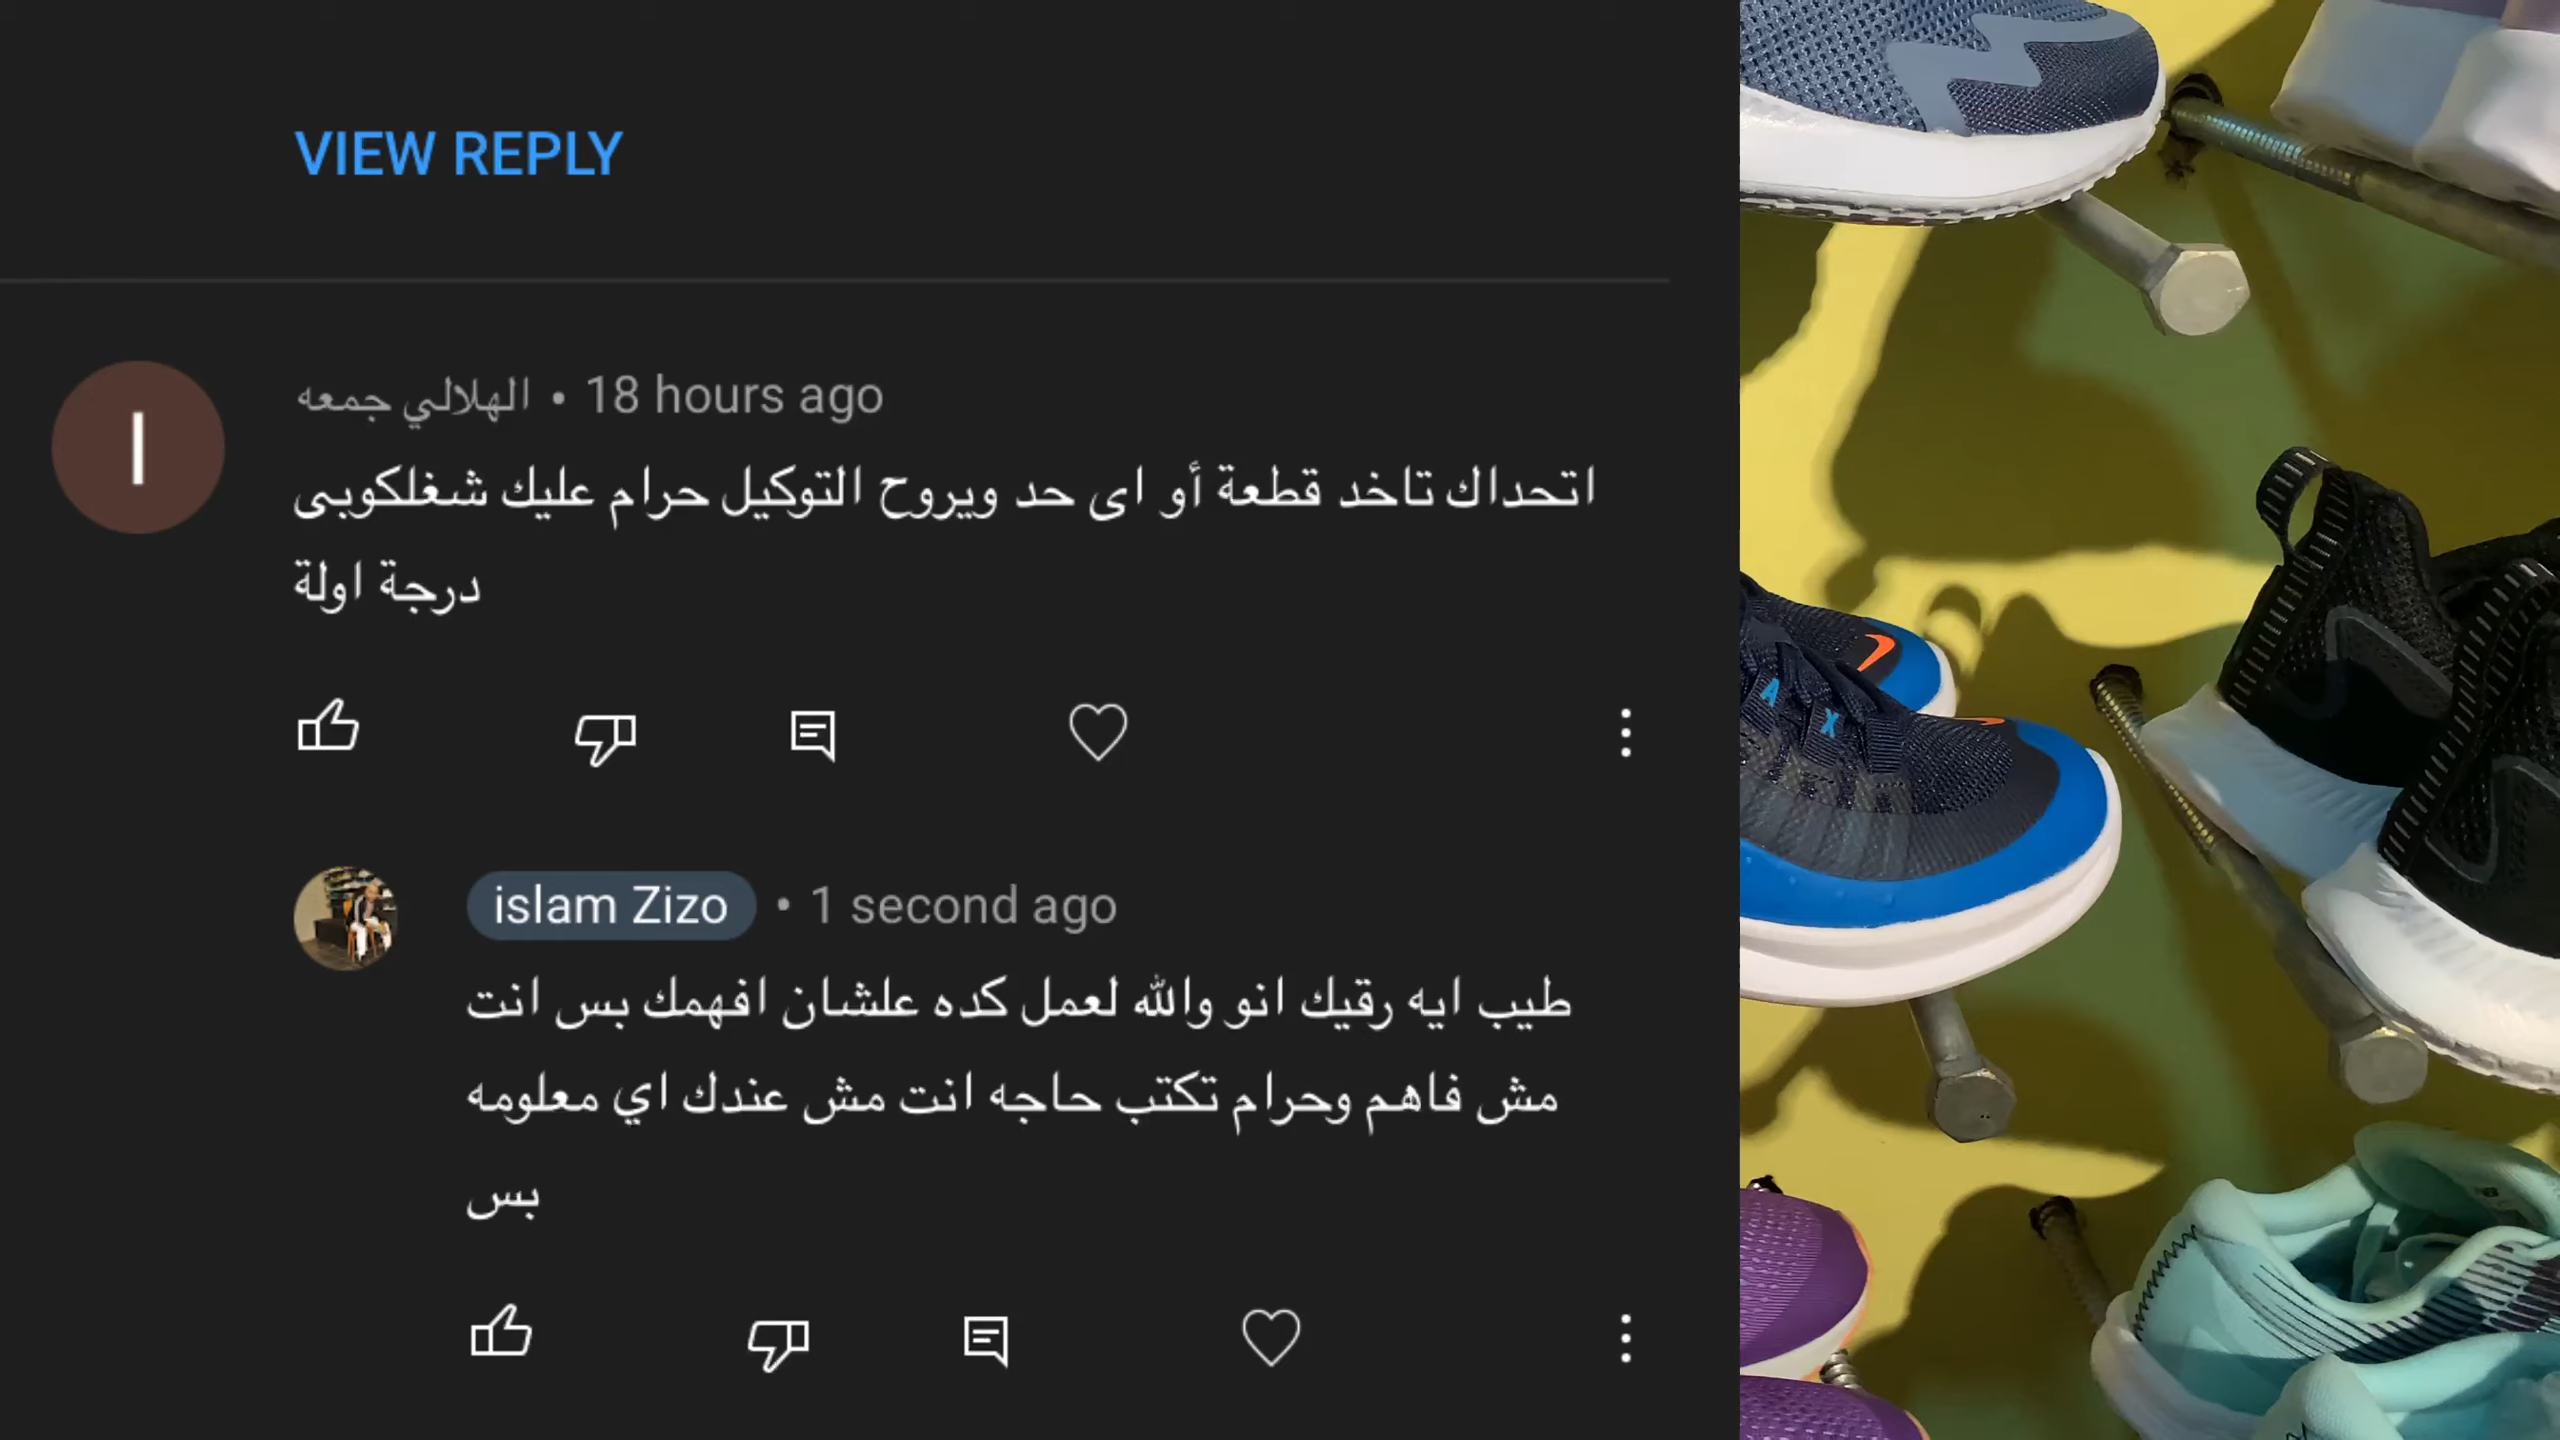 VIEW REPLY
الهلالي جمعه • 18 hours ago
اتحداك تاخد قطعة أو اى حد ويروح التوكيل حرام عليك شغلكوبى
درجة اولة
ا
islam Zizo • 1 second ago
طيب ايه رقيك انو والله لعمل كده علشان افهمك بس انت
مش فاهم وحرام تكتب حاجه انت مش عندك اي معلومه
بس
A X